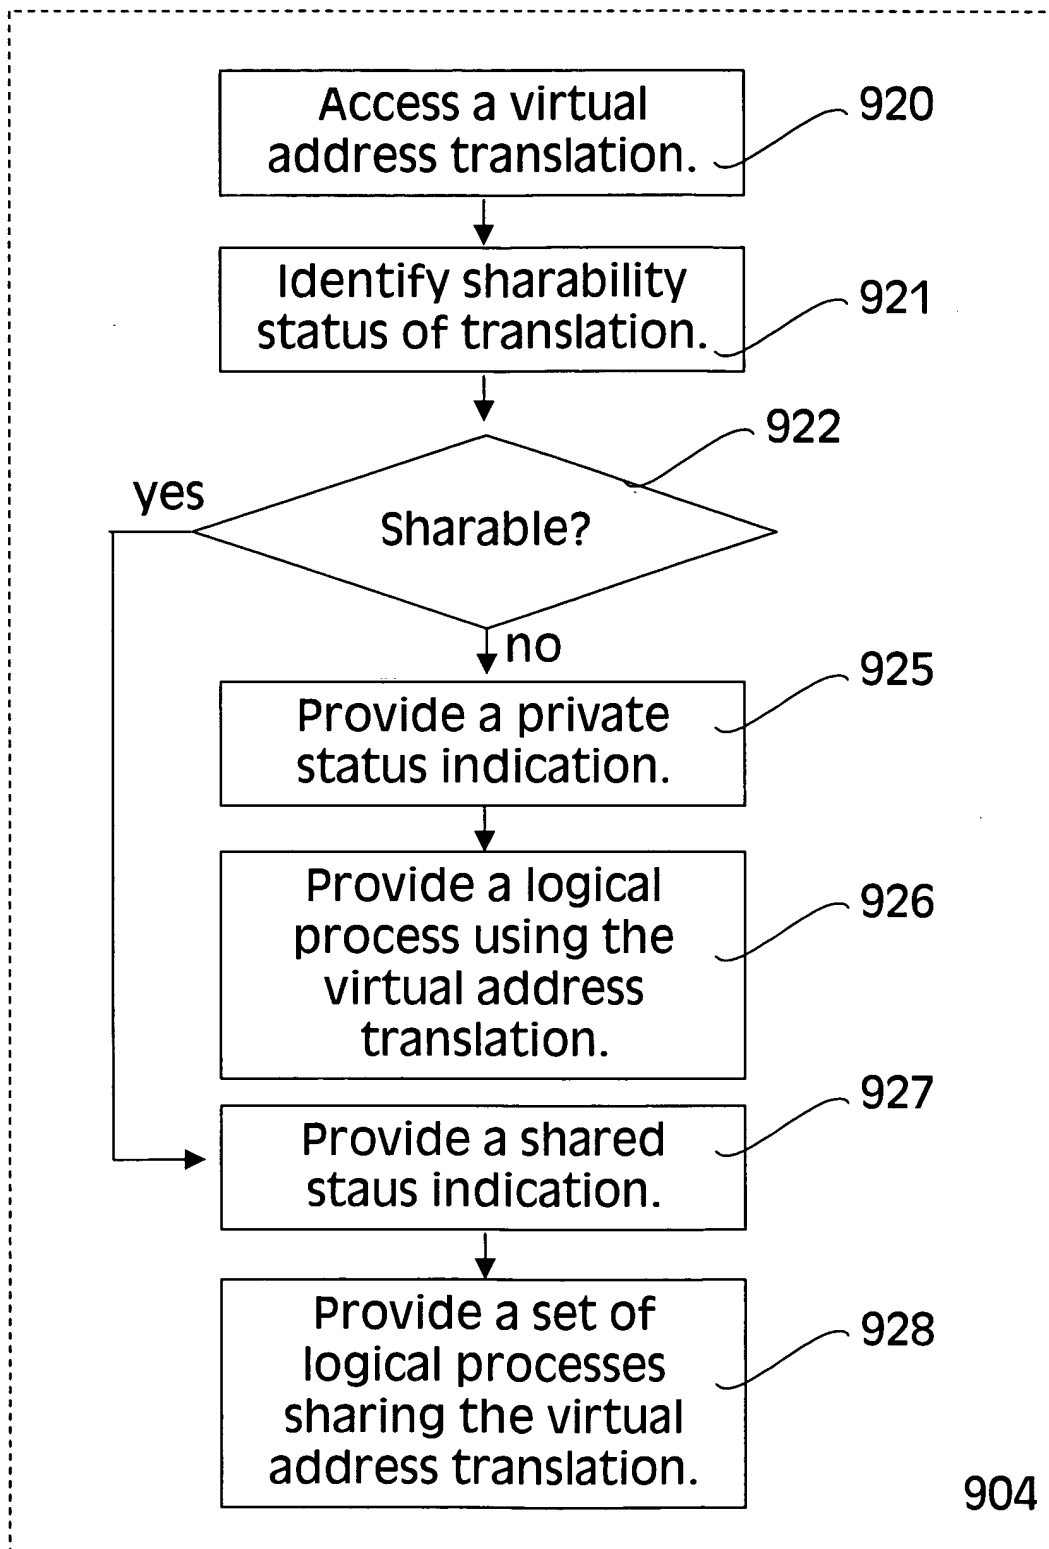 Access a virtual
address translation.
920
Identify sharability
status of translation.
921
922
yes
Sharable?
no
925
Provide a private
status indication.
Provide a logical
process using the
virtual address
translation.
926
927
Provide a shared
staus indication.
Provide a set of
logical processes
sharing the virtual
address translation.
928
904